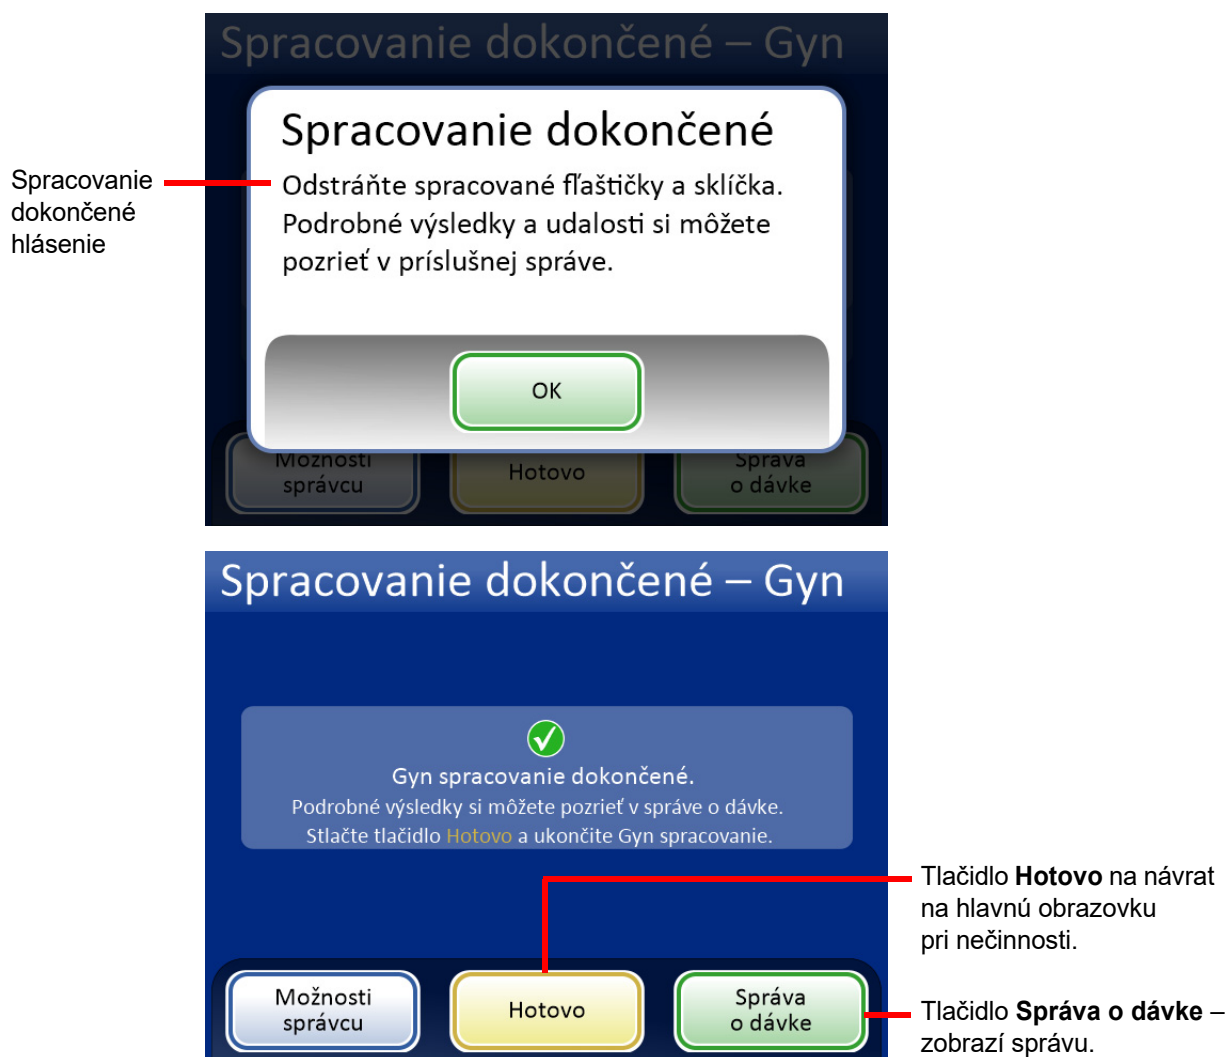 Spracovanie dokončené – Gyn
Spracovanie dokončené
Odstráňte spracované fľaštičky a sklíčka.
Podrobné výsledky a udalosti si môžete
pozrieť v príslušnej správe.
OK
Spracovanie
dokončené
hlásenie
Možnosti
správcu
Hotovo
Správa
o dávke
Spracovanie dokončené – Gyn
Gyn spracovanie dokončené.
Podrobné výsledky si môžete pozrieť v správe o dávke.
Stlačte tlačidlo Hotovo a ukončite Gyn spracovanie.
Možnosti
správcu
Hotovo
Správa
o dávke
Tlačidlo Hotovo na návrat
na hlavnú obrazovku
pri nečinnosti.
Tlačidlo Správa o dávke –
zobrazí správu.